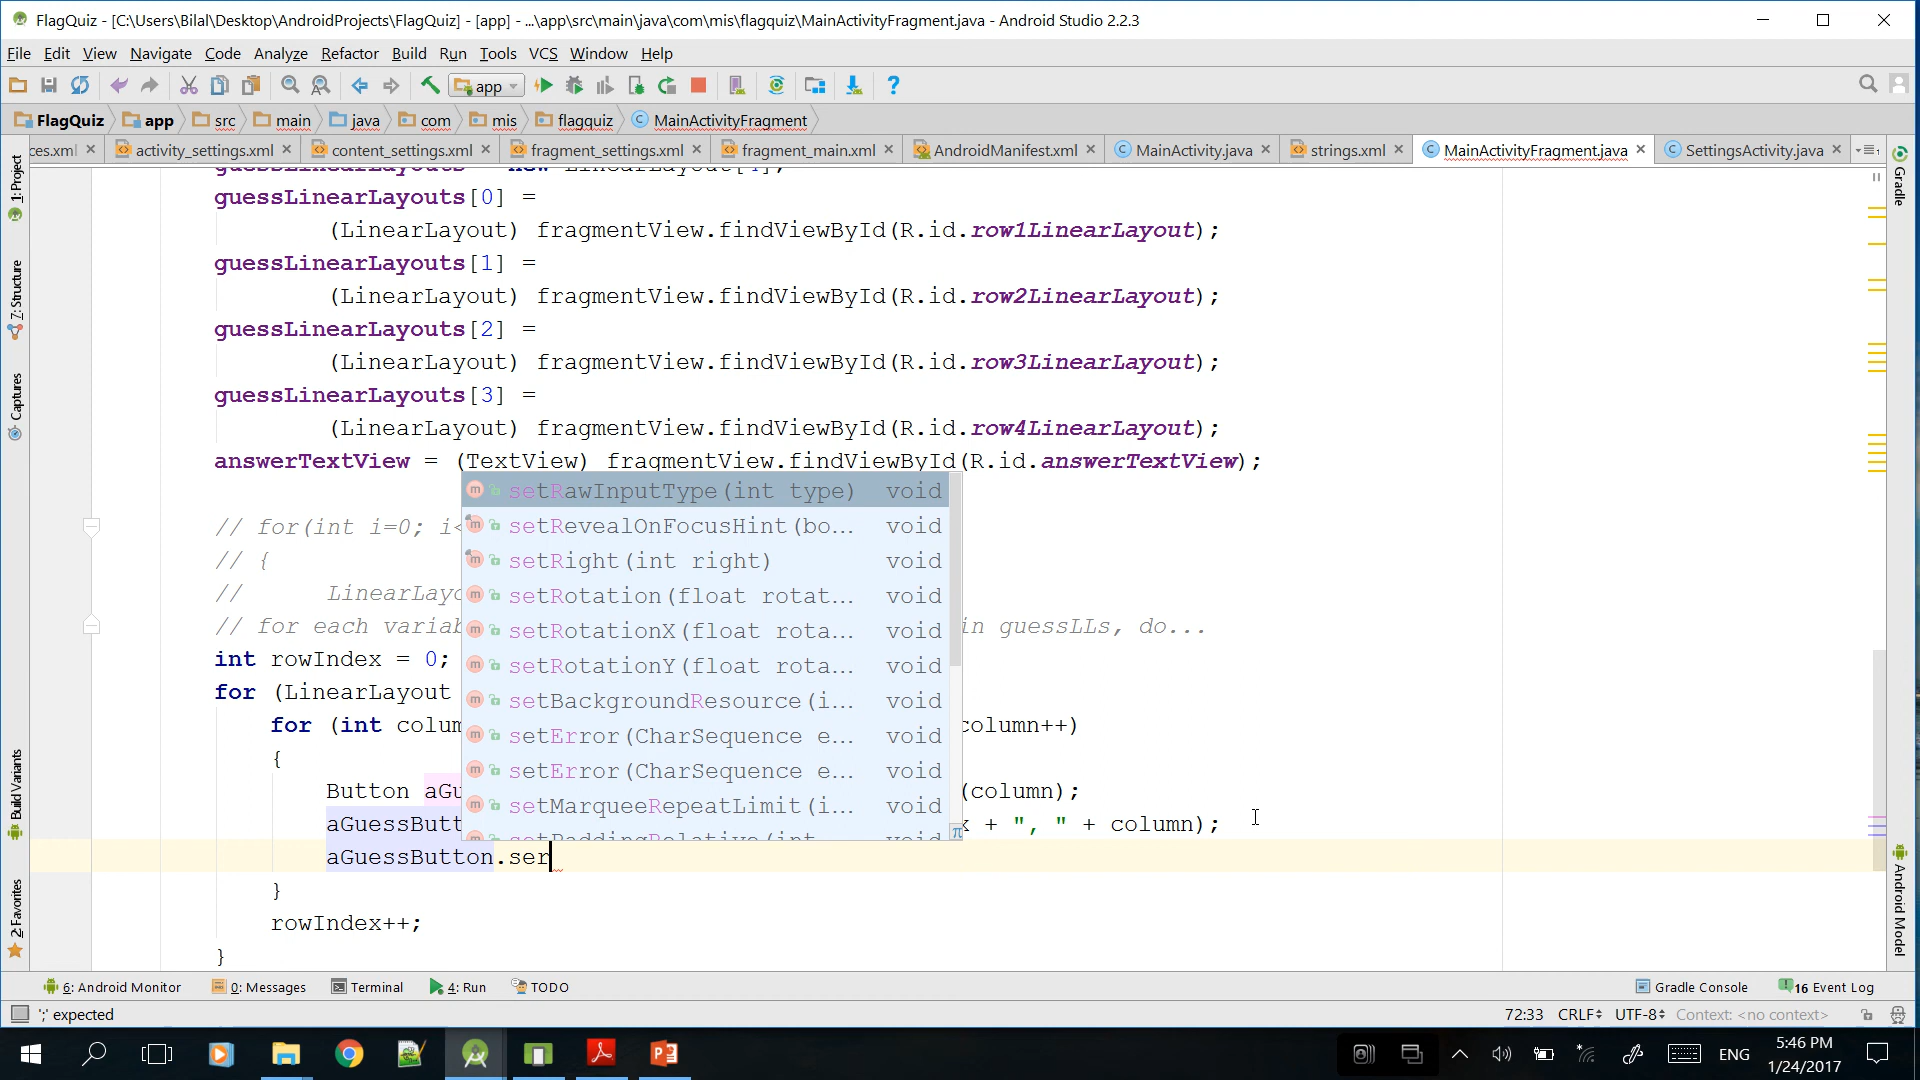 FlagQuiz - [C:\Users\Bilal\Desktop\AndroidProjects\FlagQuiz] - [app] - ...\app\src\main\java\com\mis\flagquiz\MainActivityFragment.java - Android Studio 2.2.3
File Edit View Navigate Code Analyze Refactor Build Run Tools VCS Window Help
app
FlagQuiz app src main java com mis flagquiz MainActivityFragment
ces.xml activity_settings.xml content_settings.xml fragment_settings.xml fragment_main.xml AndroidManifest.xml MainActivity.java strings.xml MainActivityFragment.java SettingsActivity.java
1: Project
Z: Structure
Captures
Build Variants
2: Favorites
Gradle
Android Model
guessLinearLayouts[0] =
(LinearLayout) fragmentView.findViewById(R.id.row1LinearLayout);
guessLinearLayouts[1] =
(LinearLayout) fragmentView.findViewById(R.id.row2LinearLayout);
guessLinearLayouts[2] =
(LinearLayout) fragmentView.findViewById(R.id.row3LinearLayout);
guessLinearLayouts[3] =
(LinearLayout) fragmentView.findViewById(R.id.row4LinearLayout);
answerTextView = (TextView) fragmentView.findViewById(R.id.answerTextView);
setRawInputType(int type) void
setRevealOnFocusHint(bo... void
// for(int i=0; i<
setRight(int right) void
// {
setRotation(float rotat... void
// LinearLayo
setRotationX(float rota... void
// for each variab in guessLLs, do...
setRotationY(float rota... void
int rowIndex = 0;
setBackgroundResource(i... void
for (LinearLayout
setError(CharSequence e... void
for (int colum column++)
setError(CharSequence e... void
{
setMarqueeRepeatLimit(i... void
Button aGu (column);
aGuessButt x + ", " + column);
aGuessButton.ser
}
rowIndex++;
}
6: Android Monitor 0: Messages Terminal 4: Run TODO Gradle Console 16 Event Log
';' expected 72:33 CRLF UTF-8 Context: <no context>
ENG 5:46 PM
1/24/2017